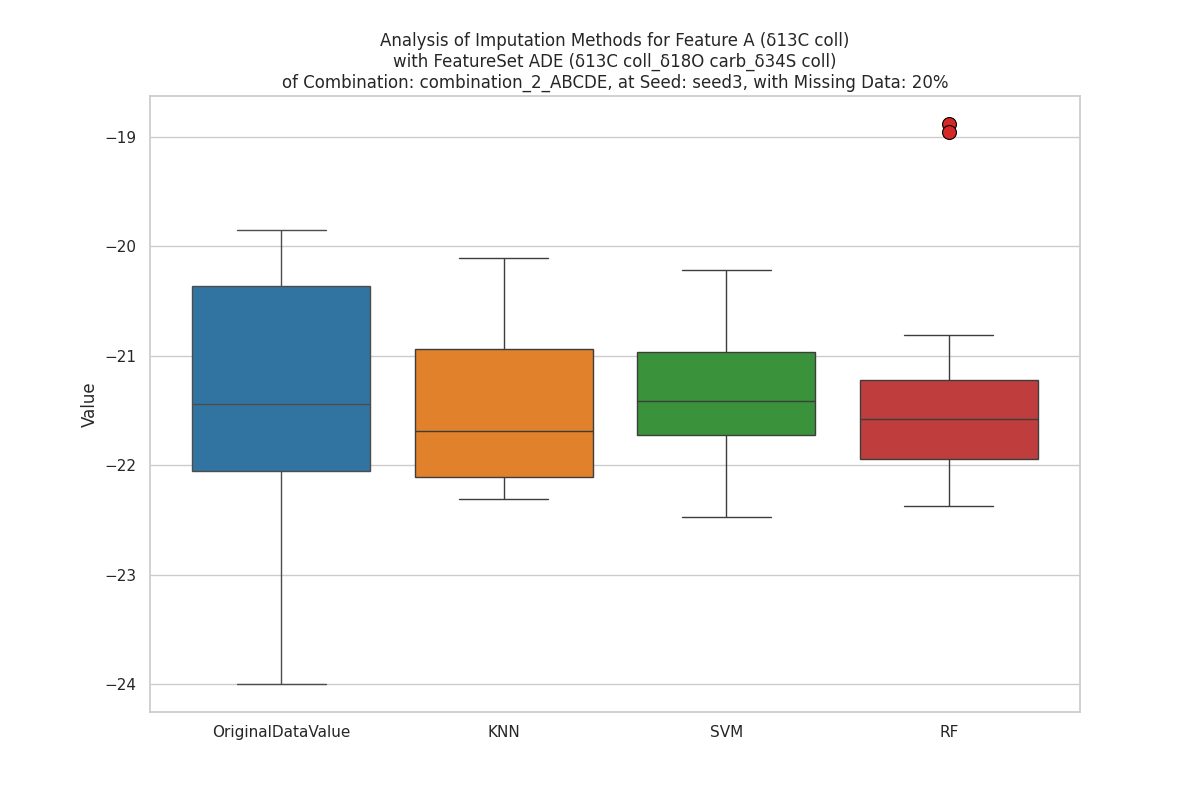 Analysis of Imputation Methods for Feature A (δ13C coll)
with FeatureSet ADE (δ13C coll_δ18O carb_δ34S coll)
of Combination: combination_2_ABCDE, at Seed: seed3, with Missing Data: 20%
−19
−20
−21
−22
−23
−24
Value
OriginalDataValue
KNN
SVM
RF